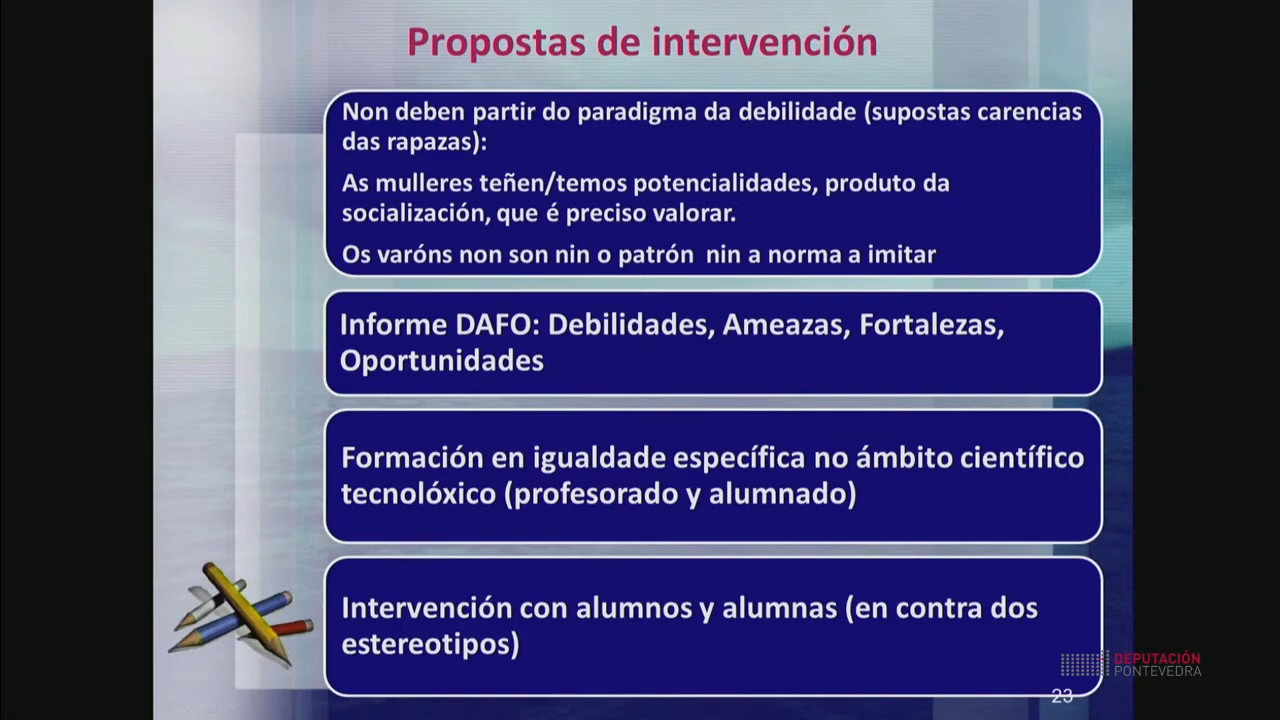 Propostas de intervención
Non deben partir do paradigma da debilidade (supostas carencias
das rapazas):
As mulleres teñen/temos potencialidades, produto da
socialización, que é preciso valorar.
Os varóns non son nin o patrón nin a norma a imitar
Informe DAFO: Debilidades, Ameazas, Fortalezas,
Oportunidades
Formación en igualdade específica no ámbito científico
tecnolóxico (profesorado y alumnado)
Intervención con alumnos y alumnas (en contra dos
estereotipos)
DEPUTACIÓN
PONTEVEDRA
23